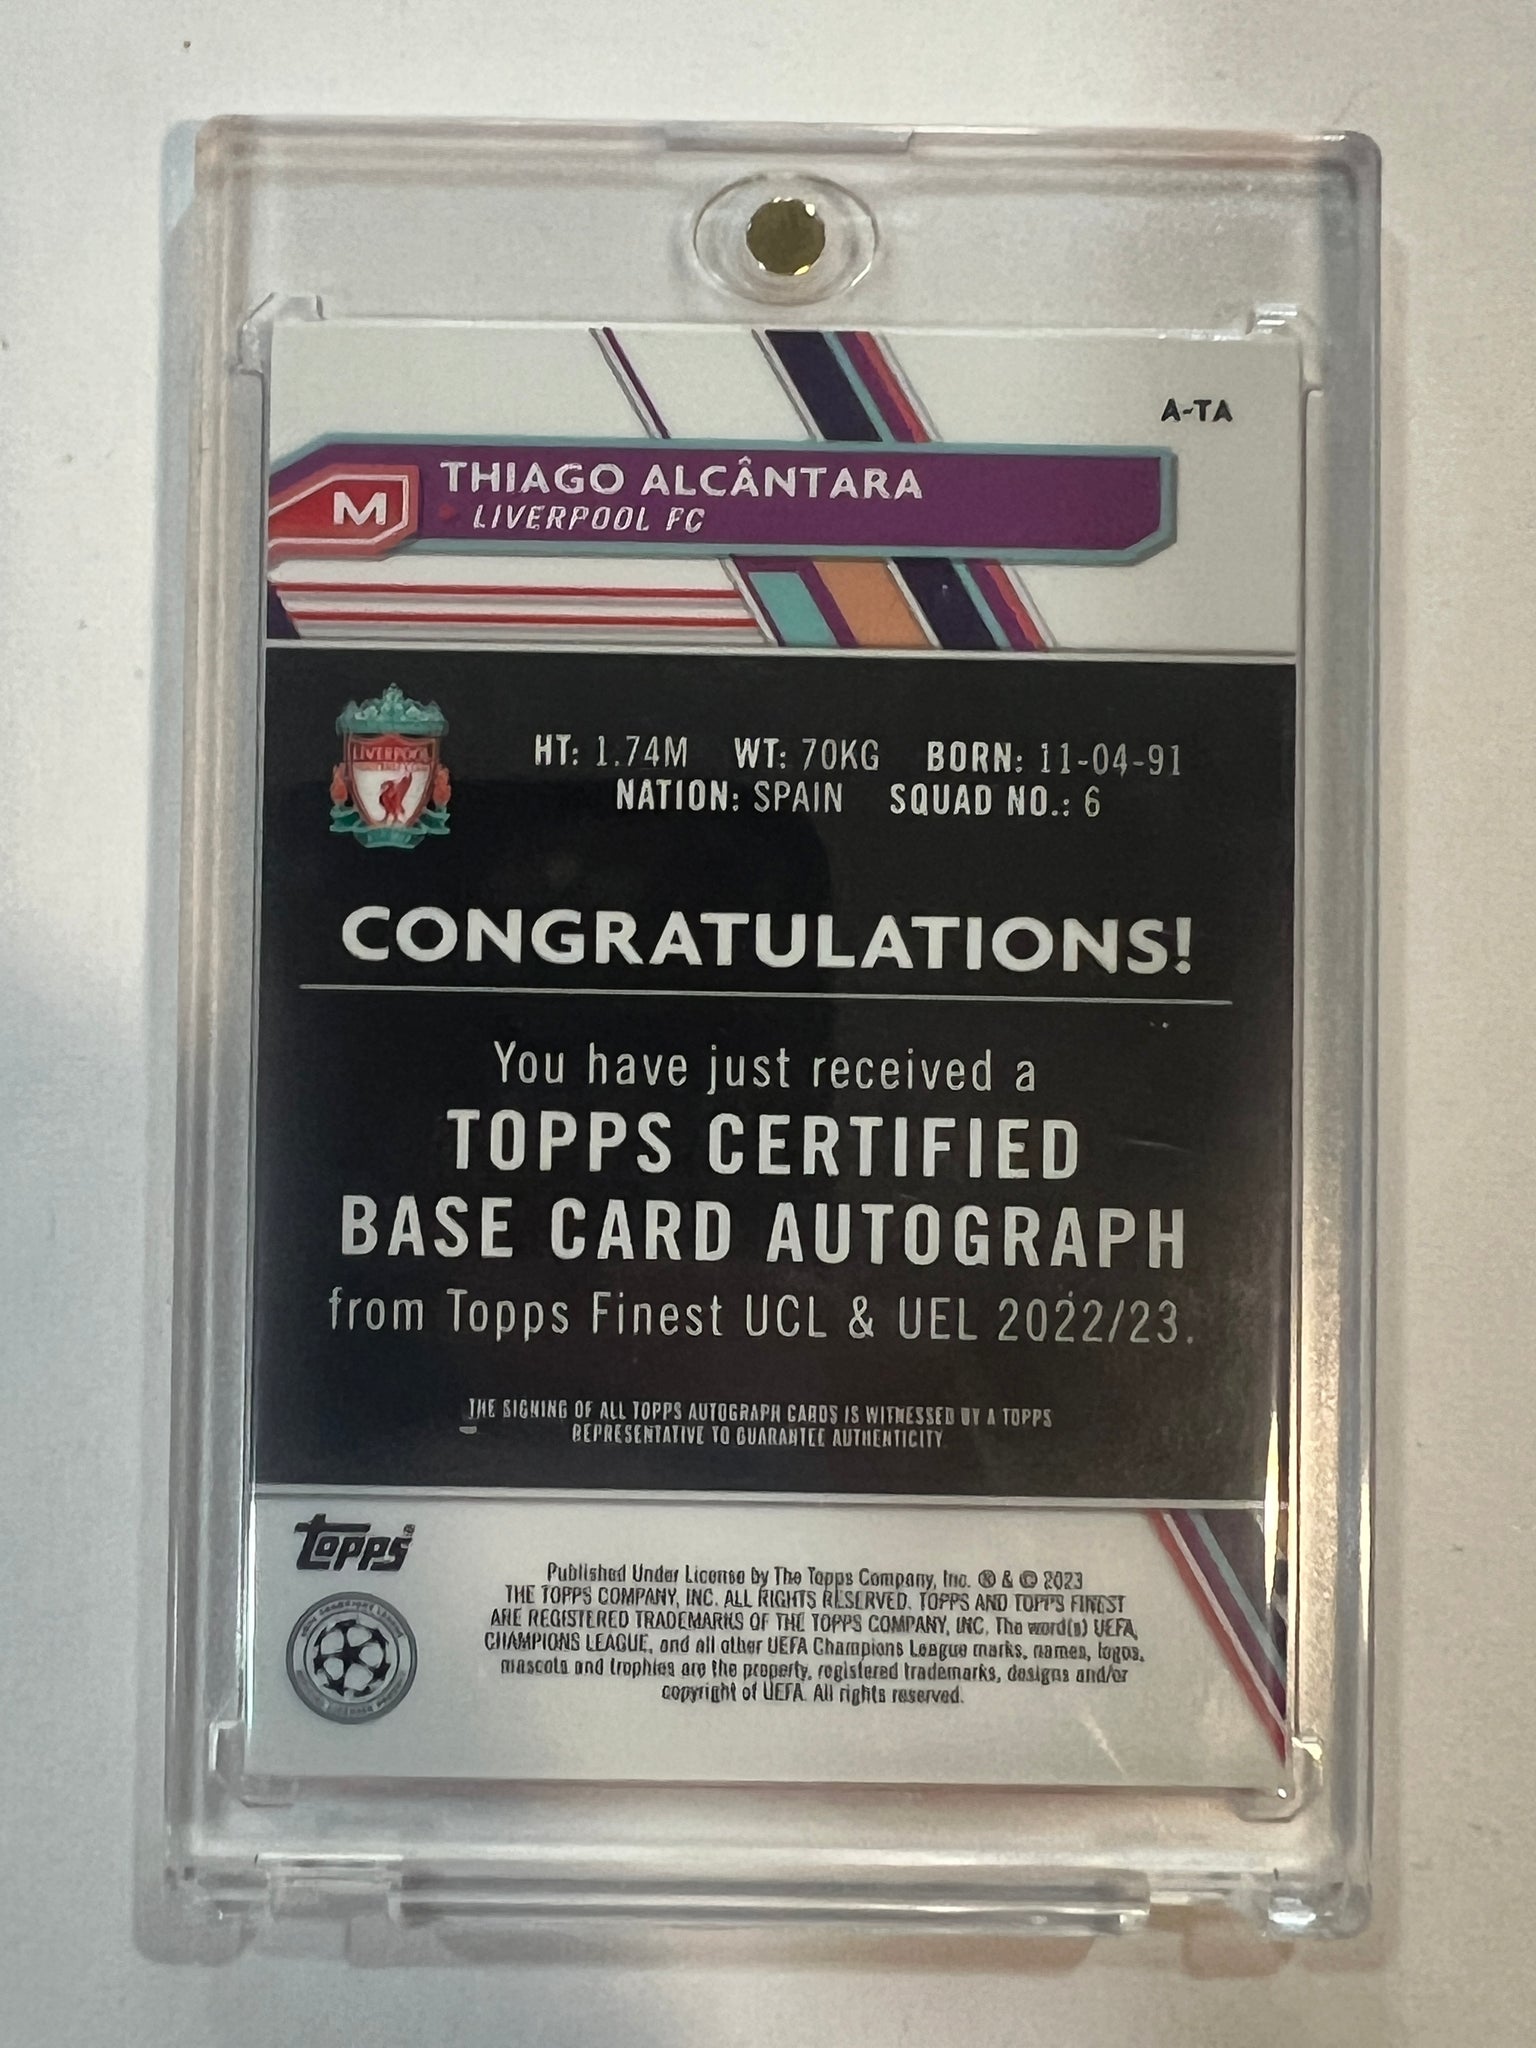 A-TA
M
THIAGO ALCÂNTARA
LIVERPOOL FC
LIVERPOOL
HT: 1.74M WT: 70KG BORN: 11-04-91
NATION: SPAIN SQUAD NO.: 6
CONGRATULATIONS!
You have just received a
TOPPS CERTIFIED
BASE CARD AUTOGRAPH
from Topps Finest UCL & UEL 2022/23.
THE SIGNING OF ALL TOPPS AUTOGRAPH CARDS IS WITNESSED BY A TOPPS
REPRESENTATIVE TO GUARANTEE AUTHENTICITY
topps®
Published Under License by The Topps Company, Inc. ® & © 2023
THE TOPPS COMPANY, INC. ALL RIGHTS RESERVED. TOPPS AND TOPPS FINEST
ARE REGISTERED TRADEMARKS OF THE TOPPS COMPANY, INC. The word(s) UEFA,
CHAMPIONS LEAGUE, and all other UEFA Champions League marks, names, logos,
mascots and trophies are the property, registered trademarks, designs and/or
copyright of UEFA. All rights reserved.